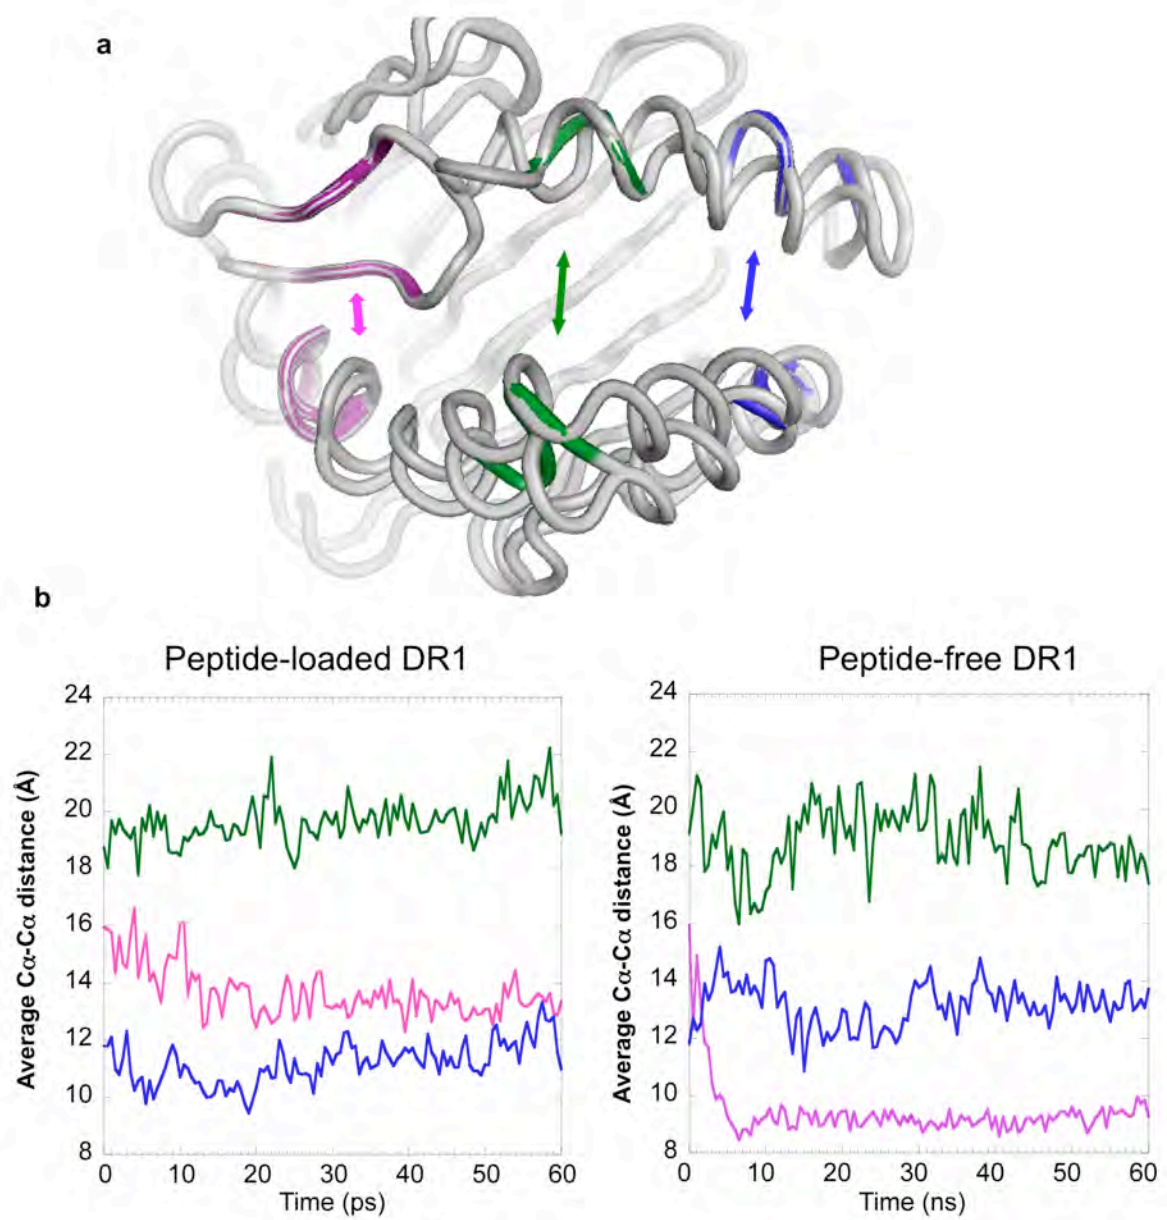 a
b
Peptide-loaded DR1
Peptide-free DR1
Average Cα-Cα distance (Å)
24
22
20
18
16
14
12
10
8
0 10 20 30 40 50 60
Time (ps)
Average Cα-Cα distance (Å)
24
22
20
18
16
14
12
10
8
0 10 20 30 40 50 60
Time (ns)